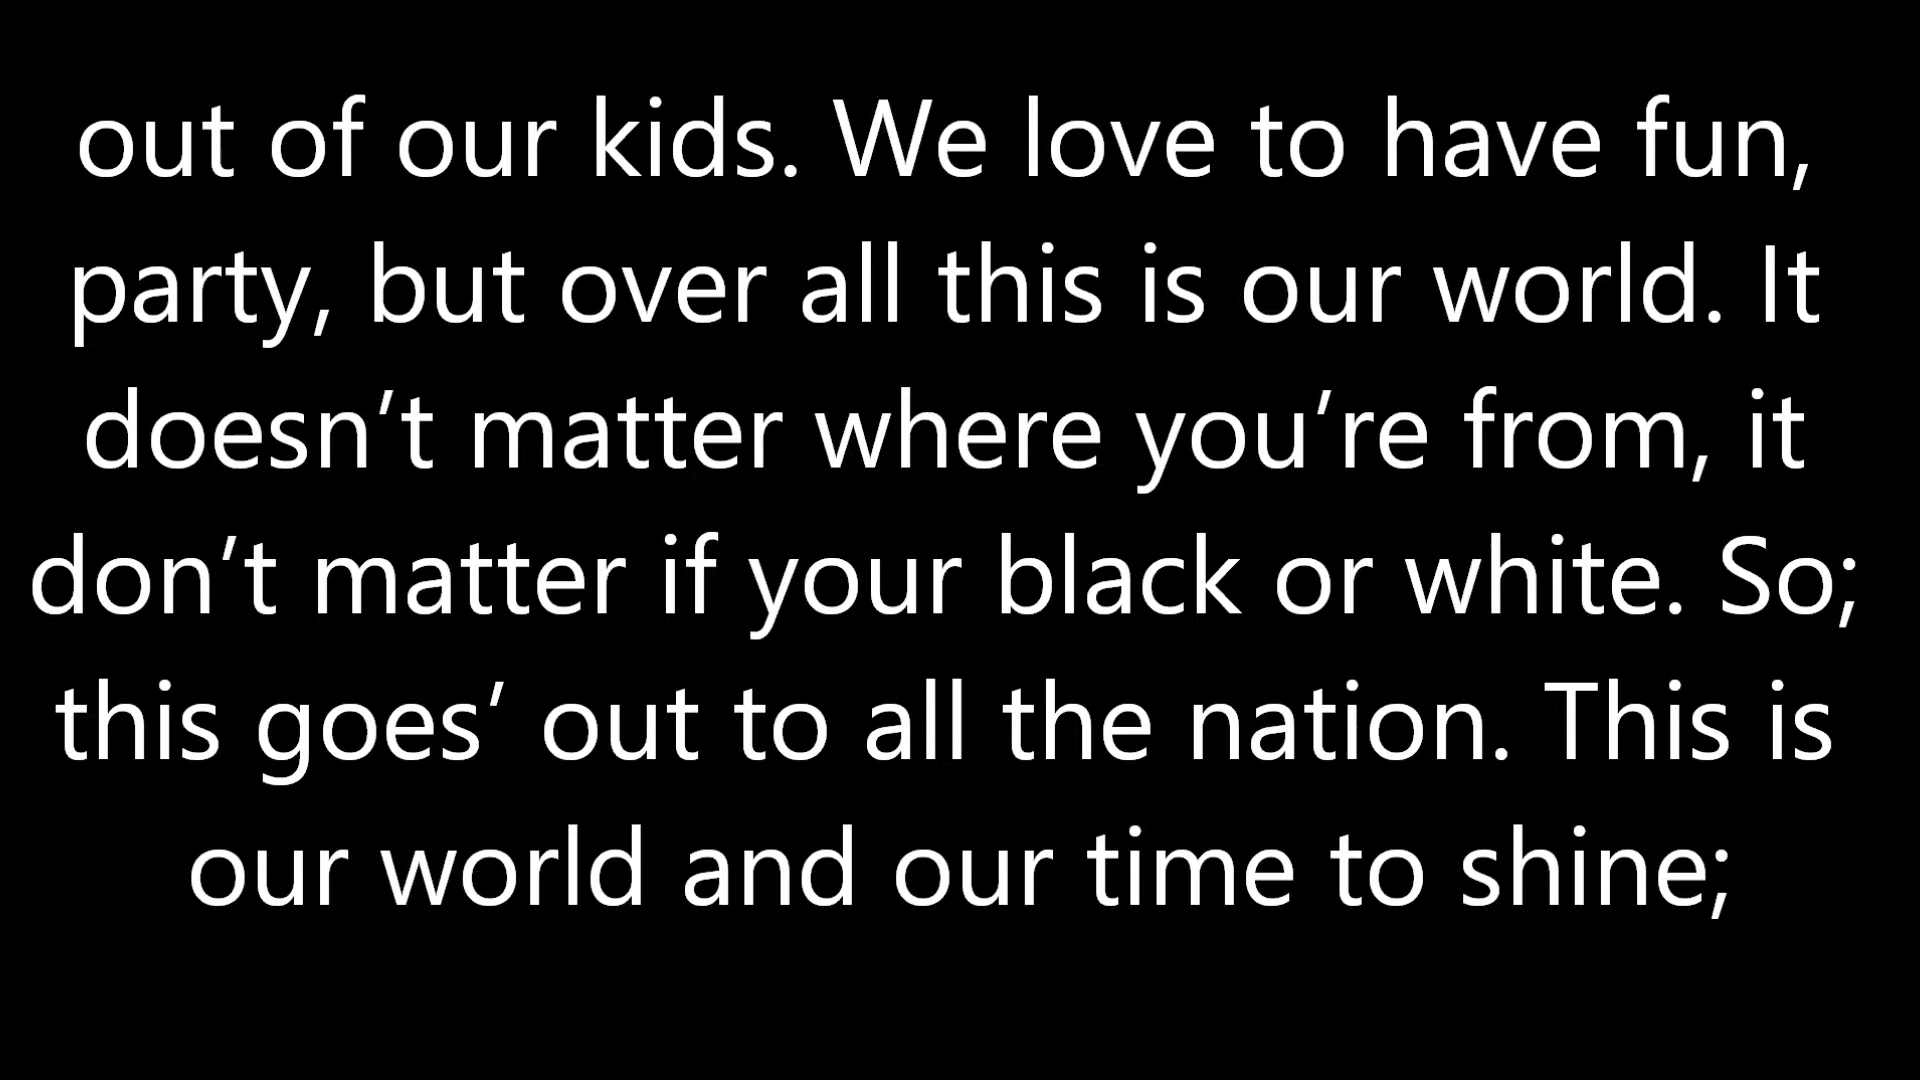 out of our kids. We love to have fun,
party, but over all this is our world. It
doesn’t matter where you’re from, it
don’t matter if your black or white. So;
this goes’ out to all the nation. This is
our world and our time to shine;